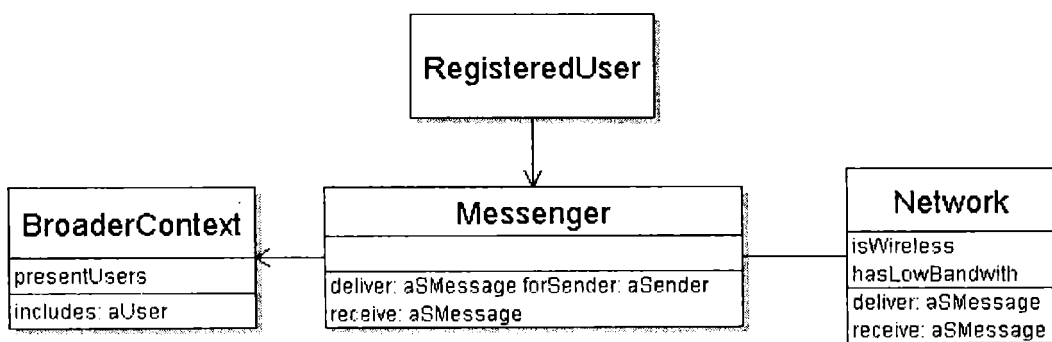 RegisteredUser
BroaderContext
presentUsers
includes: aUser
Messenger
deliver: aSMessage forSender: aSender
receive: aSMessage
Network
isWireless
hasLowBandwith
deliver: aSMessage
receive: aSMessage